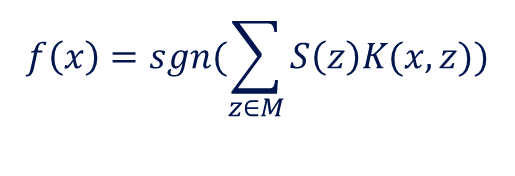 f(x) = sgn(∑ S(z)K(x, z))
z∈M